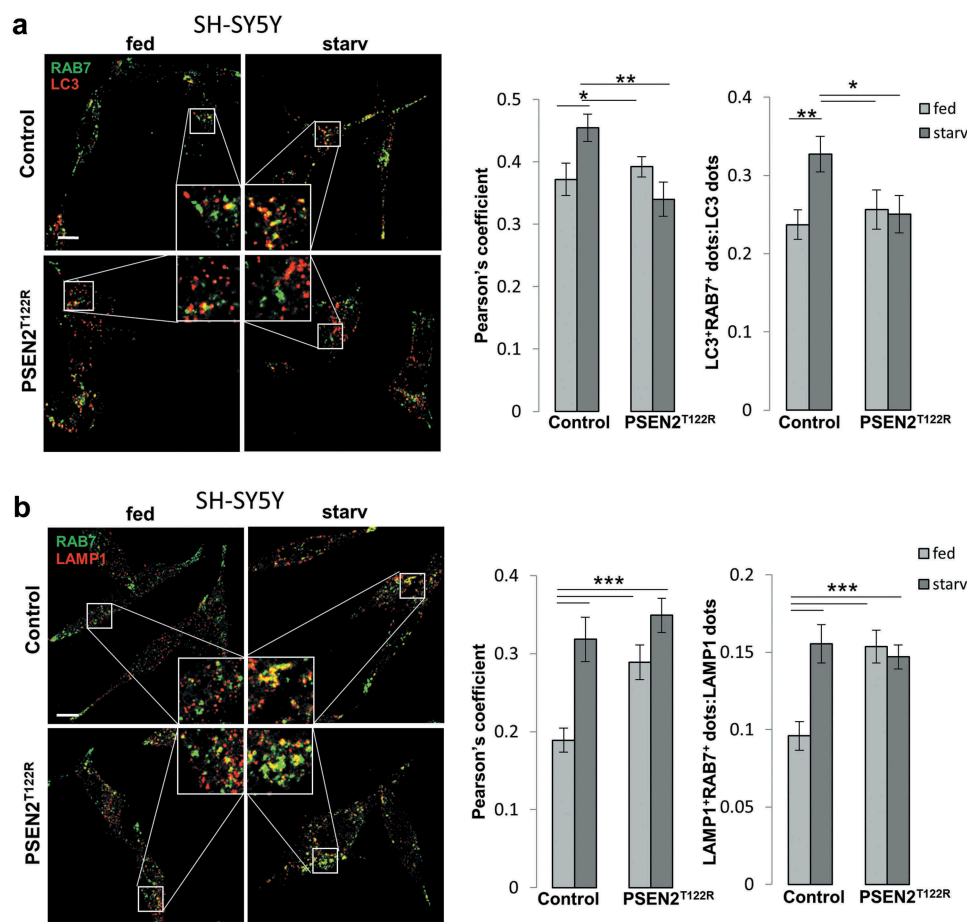 a
SH-SY5Y
fed
starv
RAB7
LC3
Control
PSEN2T122R
0.5
0.4
0.3
0.2
0.1
0
Pearson's coefficient
**
*
Control
PSEN2T122R
0.4
0.3
0.2
0.1
0
LC3+RAB7+ dots:LC3 dots
*
**
Control
PSEN2T122R
fed
starv
b
SH-SY5Y
fed
starv
RAB7
LAMP1
Control
PSEN2T122R
0.4
0.3
0.2
0.1
0
Pearson's coefficient
***
Control
PSEN2T122R
0.2
0.15
0.1
0.05
0
LAMP1+RAB7+ dots:LAMP1 dots
***
Control
PSEN2T122R
fed
starv